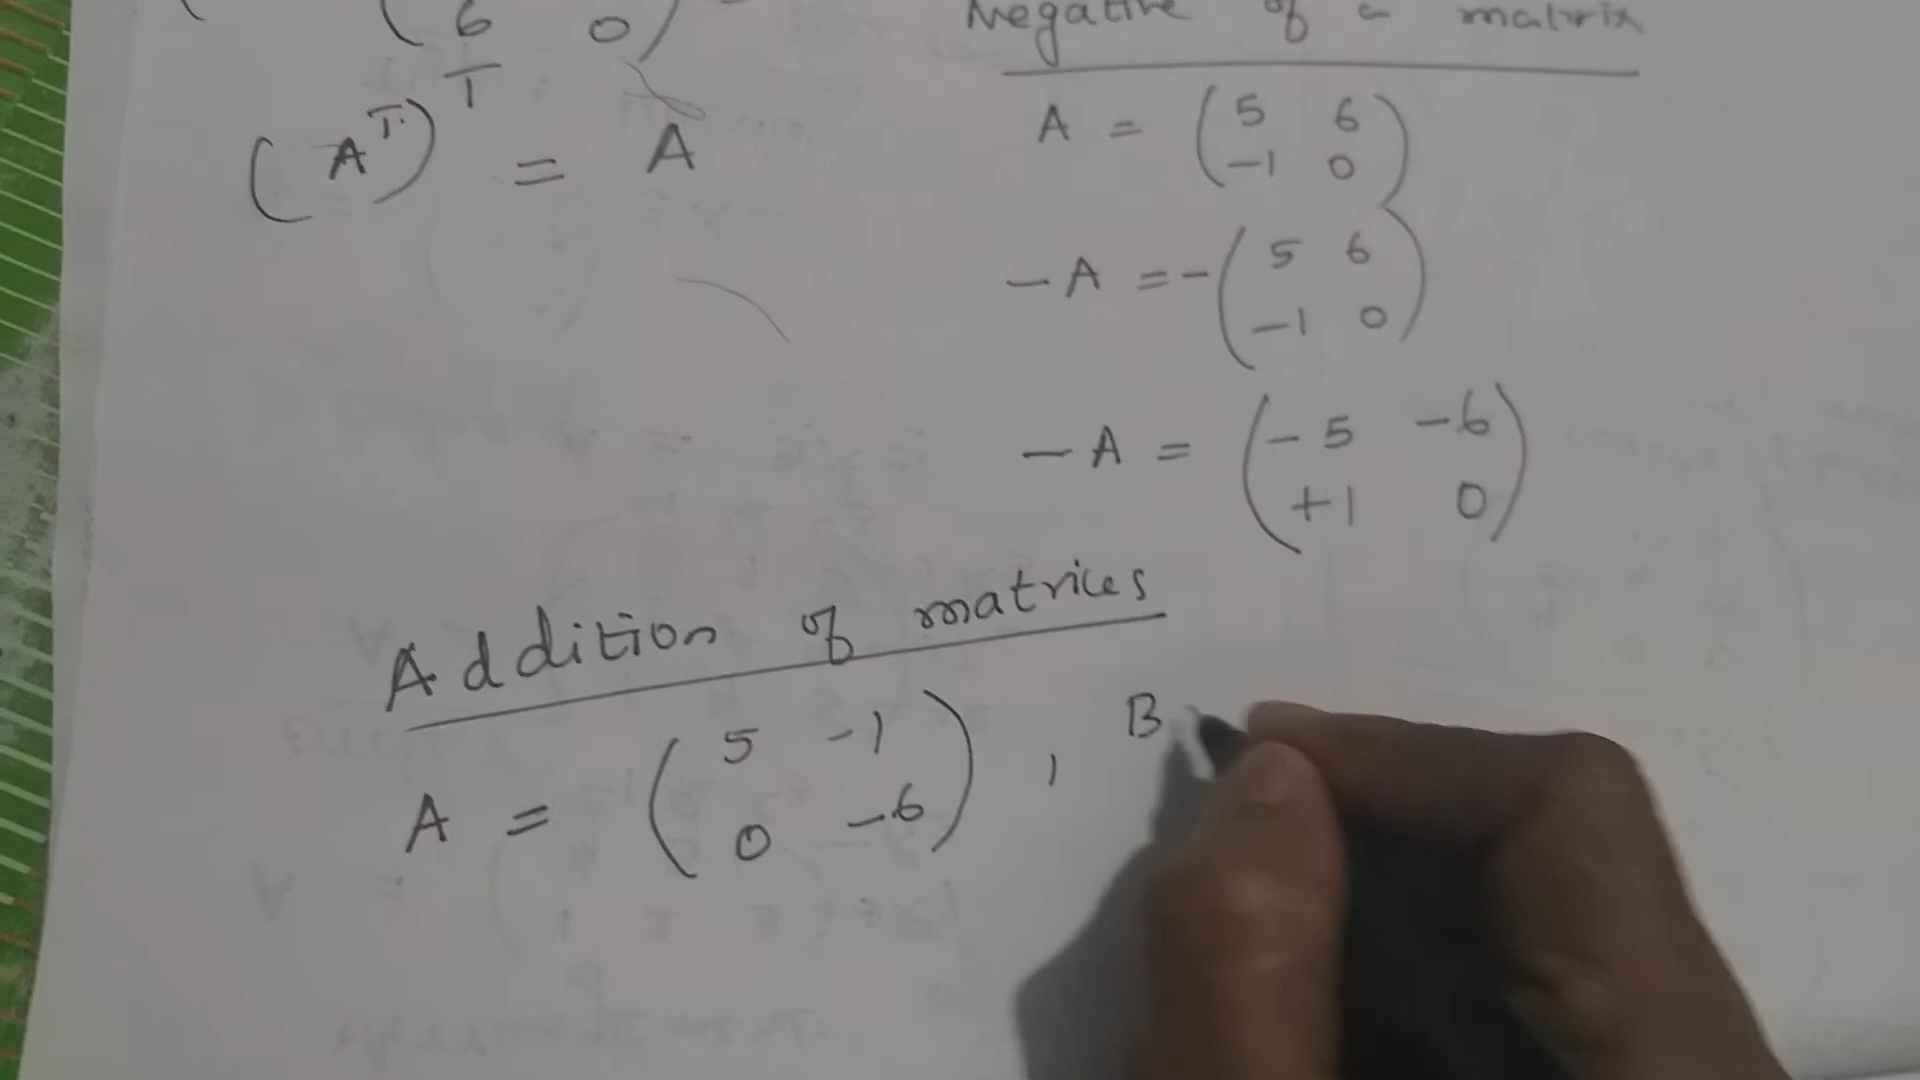 ( 6 0 )
(Aᵀ)ᵀ = A
Negative of a matrix
A = ( 5 6
-1 0 )
-A = - ( 5 6
-1 0 )
-A = ( -5 -6
+1 0 )
Addition of matrices
A = ( 5 -1
0 -6 ) , B